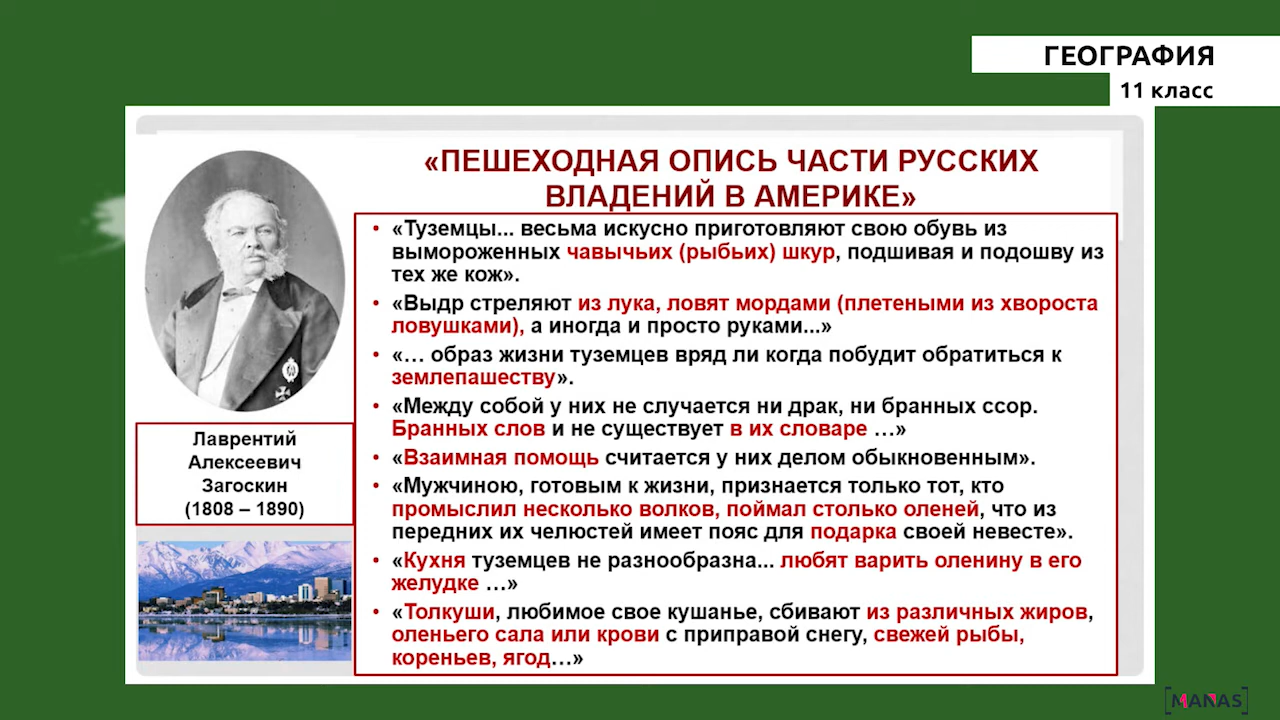 ГЕОГРАФИЯ
11 класс
«ПЕШЕХОДНАЯ ОПИСЬ ЧАСТИ РУССКИХ
ВЛАДЕНИЙ В АМЕРИКЕ»
• «Туземцы... весьма искусно приготовляют свою обувь из
вымороженных чавычьих (рыбьих) шкур, подшивая и подошву из
тех же кож».
• «Выдр стреляют из лука, ловят мордами (плетеными из хвороста
ловушками), а иногда и просто руками...»
• «… образ жизни туземцев вряд ли когда побудит обратиться к
землепашеству».
• «Между собой у них не случается ни драк, ни бранных ссор.
Бранных слов и не существует в их словаре …»
• «Взаимная помощь считается у них делом обыкновенным».
• «Мужчиною, готовым к жизни, признается только тот, кто
промыслил несколько волков, поймал столько оленей, что из
передних их челюстей имеет пояс для подарка своей невесте».
• «Кухня туземцев не разнообразна... любят варить оленину в его
желудке …»
• «Толкуши, любимое свое кушанье, сбивают из различных жиров,
оленьего сала или крови с приправой снегу, свежей рыбы,
кореньев, ягод…»
Лаврентий
Алексеевич
Загоскин
(1808 – 1890)
[MANAS]